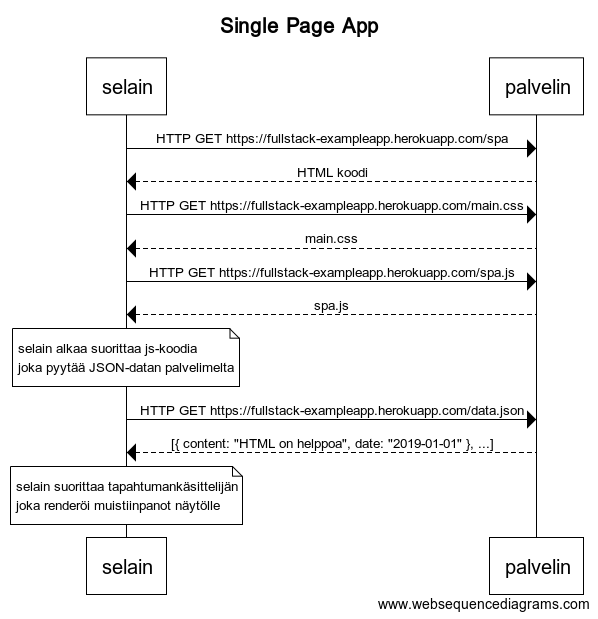 Single Page App
selain
palvelin
HTTP GET https://fullstack-exampleapp.herokuapp.com/spa
HTML koodi
HTTP GET https://fullstack-exampleapp.herokuapp.com/main.css
main.css
HTTP GET https://fullstack-exampleapp.herokuapp.com/spa.js
spa.js
selain alkaa suorittaa js-koodia
joka pyytää JSON-datan palvelimelta
HTTP GET https://fullstack-exampleapp.herokuapp.com/data.json
[{ content: "HTML on helppoa", date: "2019-01-01" }, ...]
selain suorittaa tapahtumankäsittelijän
joka renderöi muistiinpanot näytölle
selain
palvelin
www.websequencediagrams.com